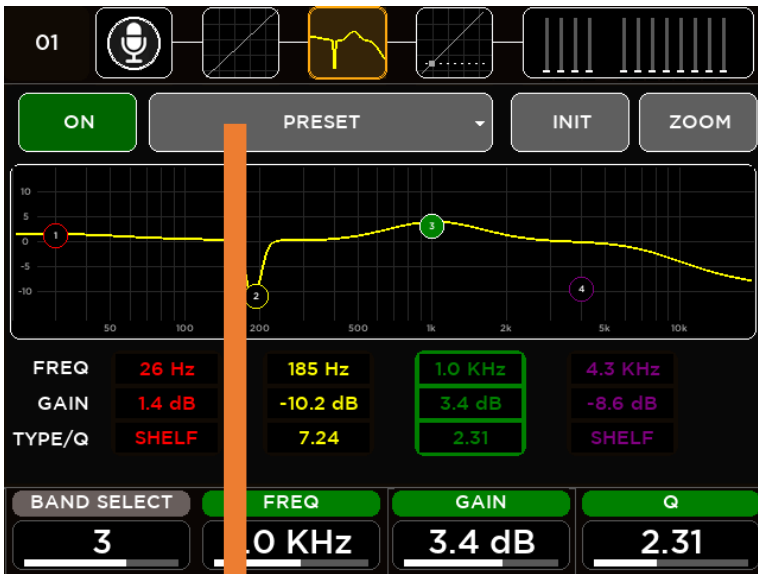 01
ON PRESET INIT ZOOM
10
5
0
-5
-10
1 2 3 4
50 100 200 500 1k 2k 5k 10k
FREQ 26 Hz 185 Hz 1.0 KHz 4.3 KHz
GAIN 1.4 dB -10.2 dB 3.4 dB -8.6 dB
TYPE/Q SHELF 7.24 2.31 SHELF
BAND SELECT FREQ GAIN Q
3 .0 KHz 3.4 dB 2.31